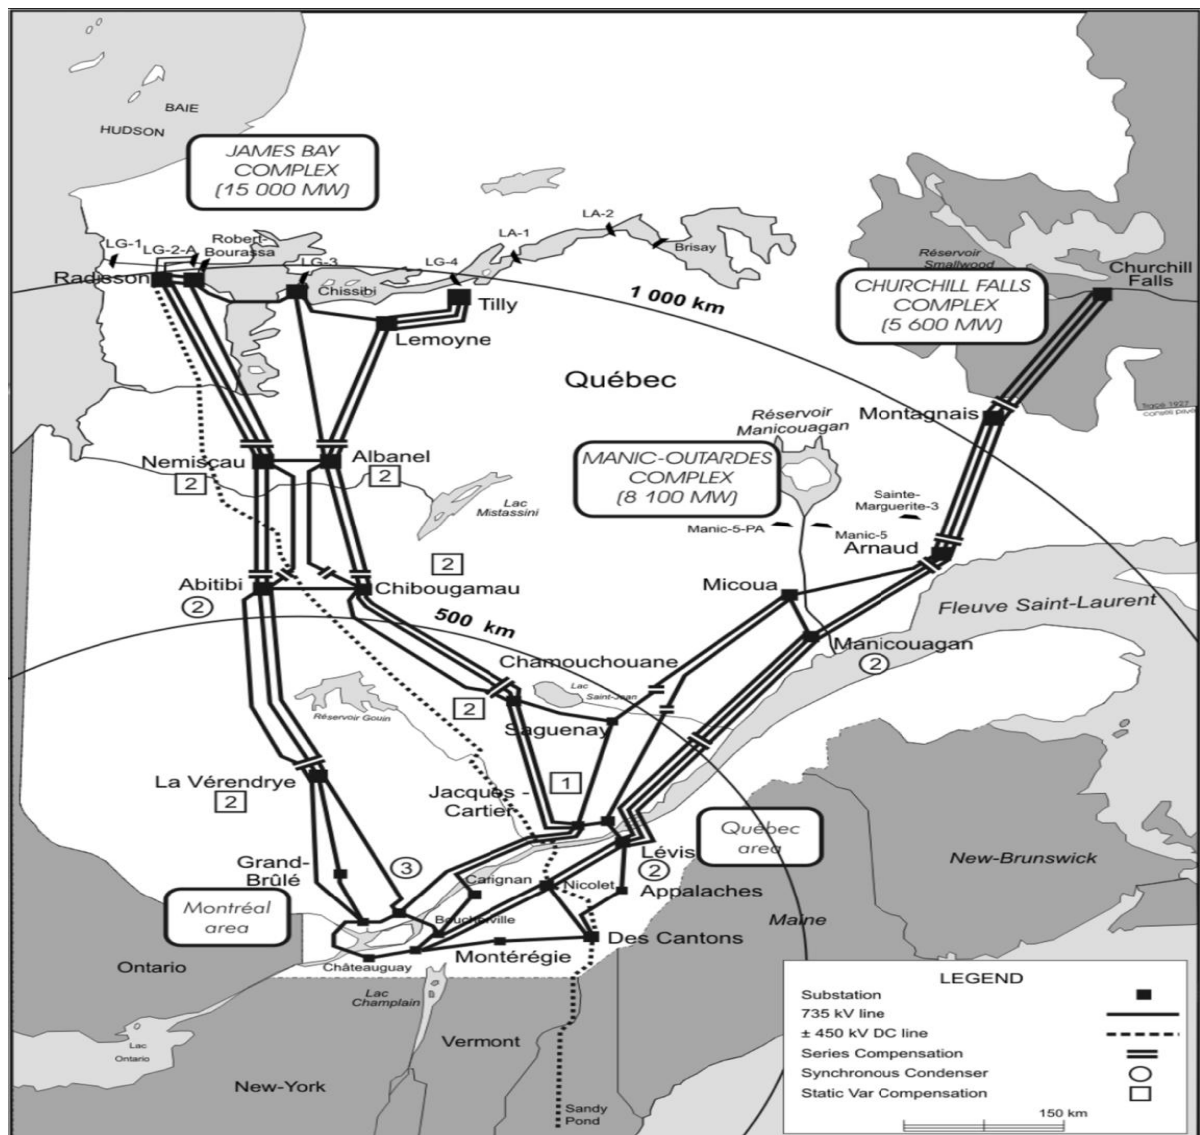 BAIE
HUDSON
JAMES BAY
COMPLEX
(15 000 MW)
LG-1
LG-2-A
Robert-
Bourassa
Radisson
LG-3
Chissibi
LG-4
Tilly
Lemoyne
LA-1
LA-2
Brisay
1 000 km
Réservoir
Smallwood
Churchill
Falls
CHURCHILL FALLS
COMPLEX
(5 600 MW)
Québec
Montagnais
Tracé 1927
Réservoir
Manicouagan
MANIC-OUTARDES
COMPLEX
(8 100 MW)
Sainte-
Marguerite-3
Manic-5-PA
Manic-5
Arnaud
Nemiscau
2
Albanel
2
Lac
Mistassini
2
Abitibi
2
Chibougamau
500 km
Micoua
Fleuve Saint-Laurent
Manicouagan
2
Chamouchouane
Lac
Saint-Jean
2
Saguenay
Réservoir Gouin
La Vérendrye
2
Jacques -
Cartier
1
Québec
area
Lévis
2
Appalaches
New-Brunswick
Maine
Grand-
Brûlé
3
Carignan
Nicolet
Boucherville
Montréal
area
Des Cantons
Montérégie
Châteauguay
Ontario
Lac
Champlain
Lac
Ontario
Vermont
New-York
Sandy
Pond
LEGEND
Substation
735 kV line
± 450 kV DC line
Series Compensation
Synchronous Condenser
Static Var Compensation
150 km